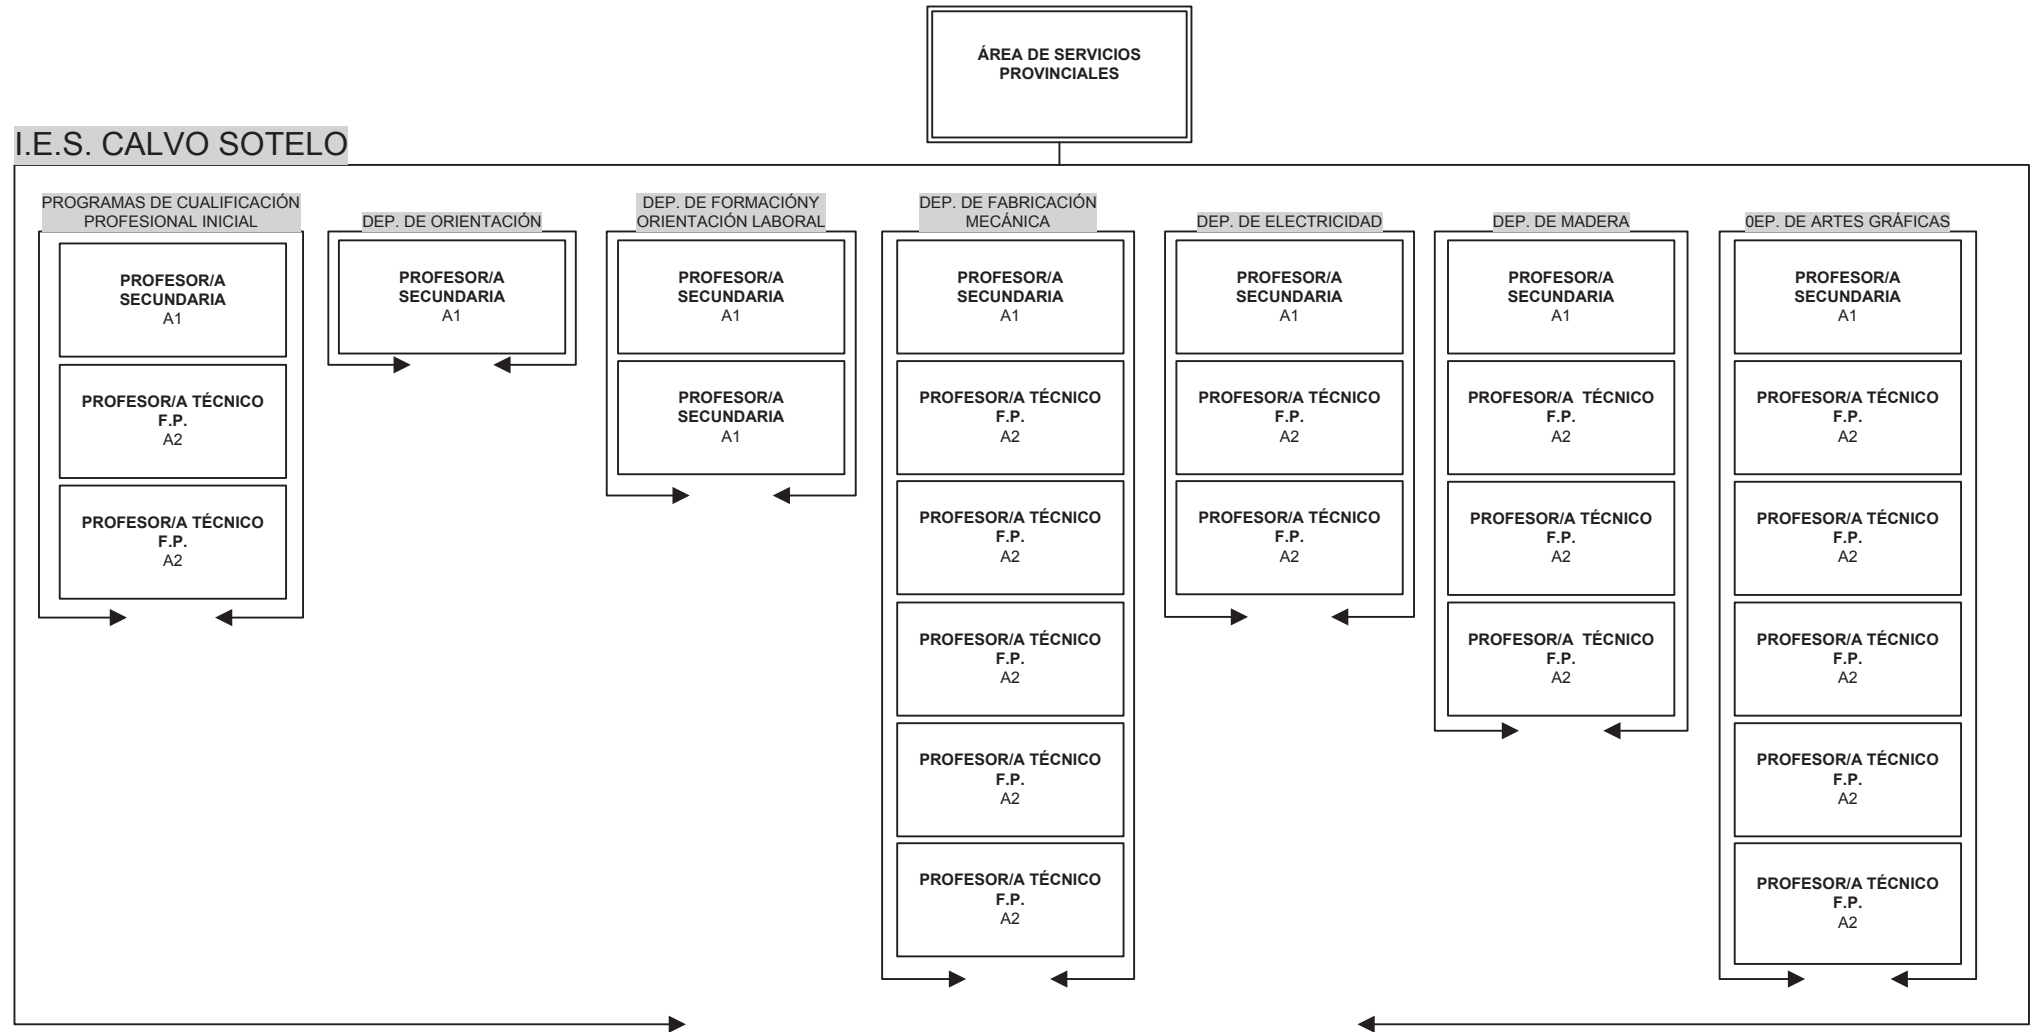 ÁREA DE SERVICIOS
PROVINCIALES
I.E.S. CALVO SOTELO
PROGRAMAS DE CUALIFICACIÓN
PROFESIONAL INICIAL
PROFESOR/A
SECUNDARIA
A1
PROFESOR/A TÉCNICO
F.P.
A2
PROFESOR/A TÉCNICO
F.P.
A2
DEP. DE ORIENTACIÓN
PROFESOR/A
SECUNDARIA
A1
DEP. DE FORMACIÓNY
ORIENTACIÓN LABORAL
PROFESOR/A
SECUNDARIA
A1
PROFESOR/A
SECUNDARIA
A1
DEP. DE FABRICACIÓN
MECÁNICA
PROFESOR/A
SECUNDARIA
A1
PROFESOR/A TÉCNICO
F.P.
A2
PROFESOR/A TÉCNICO
F.P.
A2
PROFESOR/A TÉCNICO
F.P.
A2
PROFESOR/A TÉCNICO
F.P.
A2
PROFESOR/A TÉCNICO
F.P.
A2
DEP. DE ELECTRICIDAD
PROFESOR/A
SECUNDARIA
A1
PROFESOR/A TÉCNICO
F.P.
A2
PROFESOR/A TÉCNICO
F.P.
A2
DEP. DE MADERA
PROFESOR/A
SECUNDARIA
A1
PROFESOR/A TÉCNICO
F.P.
A2
PROFESOR/A TÉCNICO
F.P.
A2
PROFESOR/A TÉCNICO
F.P.
A2
0EP. DE ARTES GRÁFICAS
PROFESOR/A
SECUNDARIA
A1
PROFESOR/A TÉCNICO
F.P.
A2
PROFESOR/A TÉCNICO
F.P.
A2
PROFESOR/A TÉCNICO
F.P.
A2
PROFESOR/A TÉCNICO
F.P.
A2
PROFESOR/A TÉCNICO
F.P.
A2